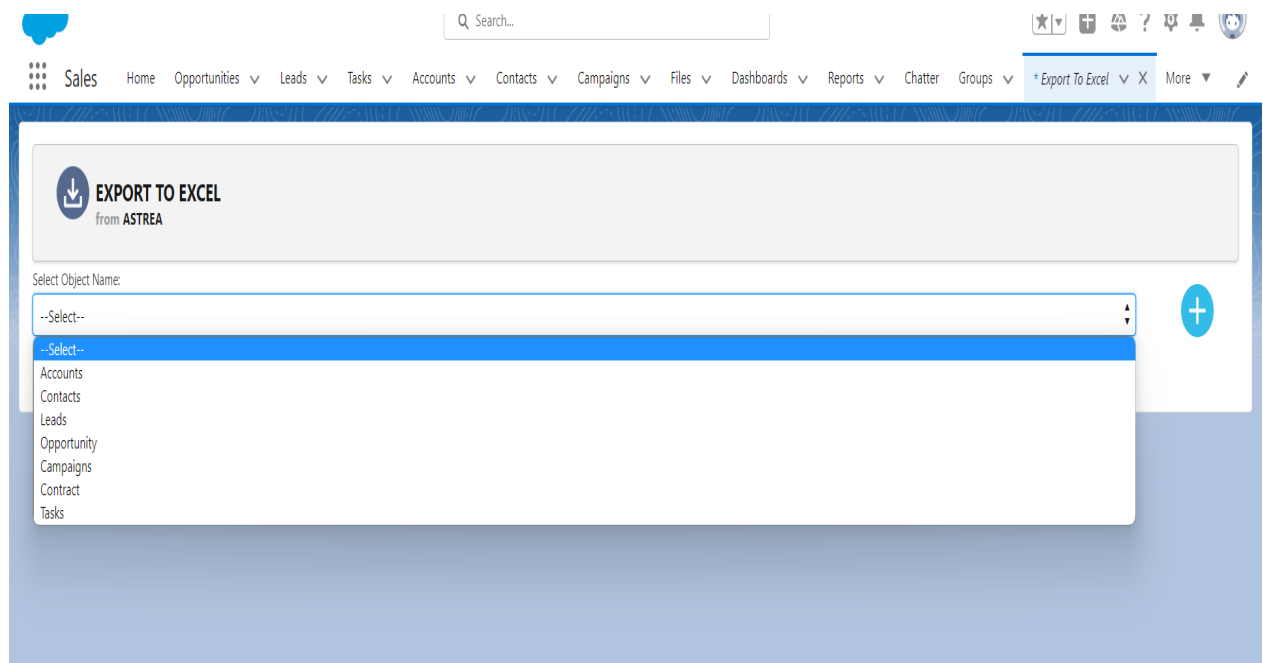 Search...
Sales Home Opportunities Leads Tasks Accounts Contacts Campaigns Files Dashboards Reports Chatter Groups * Export To Excel More
EXPORT TO EXCEL
from ASTREA
Select Object Name:
--Select--
--Select--
Accounts
Contacts
Leads
Opportunity
Campaigns
Contract
Tasks